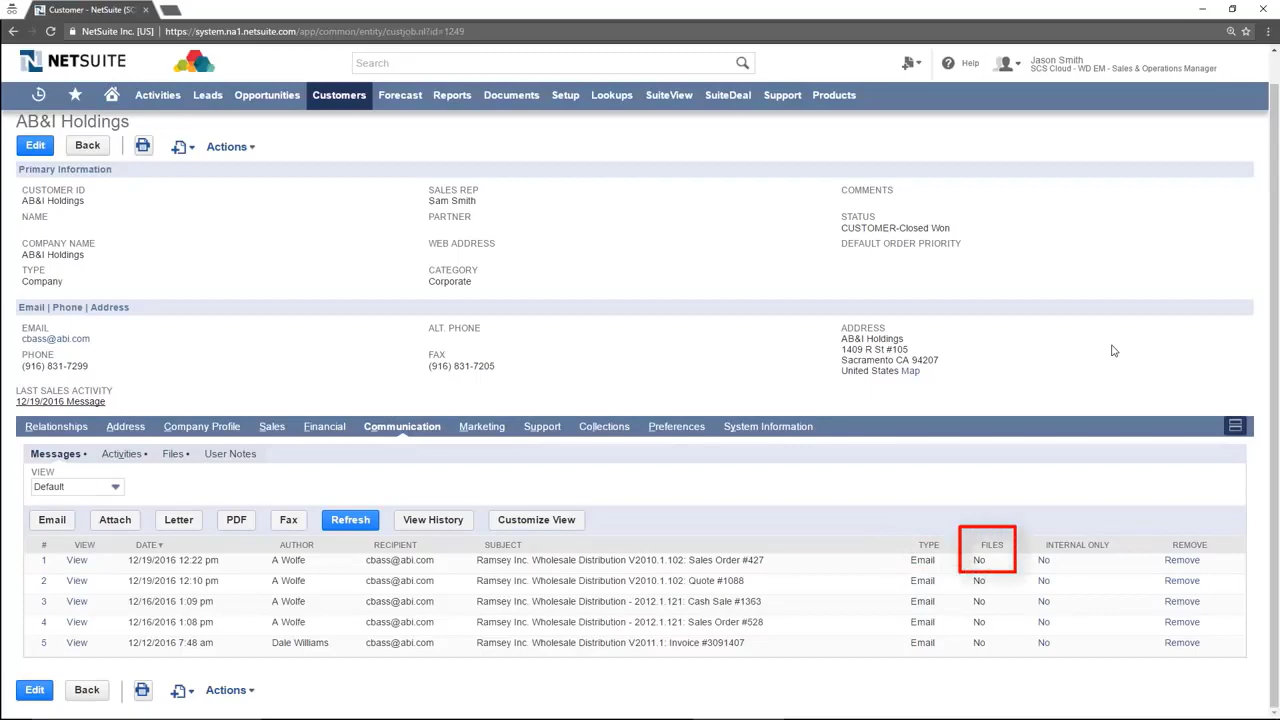 Customer - NetSuite (SC
NetSuite Inc. [US] https://system.na1.netsuite.com/app/common/entity/custjob.nl?id=1249
NETSUITE
Search
Help
Jason Smith
SCS Cloud - WD EM - Sales & Operations Manager
Activities Leads Opportunities Customers Forecast Reports Documents Setup Lookups SuiteView SuiteDeal Support Products
AB&I Holdings
Edit Back Actions
Primary Information
CUSTOMER ID
AB&I Holdings
NAME
COMPANY NAME
AB&I Holdings
TYPE
Company
SALES REP
Sam Smith
PARTNER
WEB ADDRESS
CATEGORY
Corporate
COMMENTS
STATUS
CUSTOMER-Closed Won
DEFAULT ORDER PRIORITY
Email | Phone | Address
EMAIL
cbass@abi.com
PHONE
(916) 831-7299
ALT. PHONE
FAX
(916) 831-7205
ADDRESS
AB&I Holdings
1409 R St #105
Sacramento CA 94207
United States Map
LAST SALES ACTIVITY
12/19/2016 Message
Relationships Address Company Profile Sales Financial Communication Marketing Support Collections Preferences System Information
Messages • Activities • Files • User Notes
VIEW
Default
Email Attach Letter PDF Fax Refresh View History Customize View
# VIEW DATE AUTHOR RECIPIENT SUBJECT TYPE FILES INTERNAL ONLY REMOVE
1 View 12/19/2016 12:22 pm A Wolfe cbass@abi.com Ramsey Inc. Wholesale Distribution V2010.1.102: Sales Order #427 Email No No Remove
2 View 12/19/2016 12:10 pm A Wolfe cbass@abi.com Ramsey Inc. Wholesale Distribution V2010.1.102: Quote #1088 Email No No Remove
3 View 12/16/2016 1:09 pm A Wolfe cbass@abi.com Ramsey Inc. Wholesale Distribution - 2012.1.121: Cash Sale #1363 Email No No Remove
4 View 12/16/2016 1:08 pm A Wolfe cbass@abi.com Ramsey Inc. Wholesale Distribution - 2012.1.121: Sales Order #528 Email No No Remove
5 View 12/12/2016 7:48 am Dale Williams cbass@abi.com Ramsey Inc. Wholesale Distribution V2011.1: Invoice #3091407 Email No No Remove
Edit Back Actions